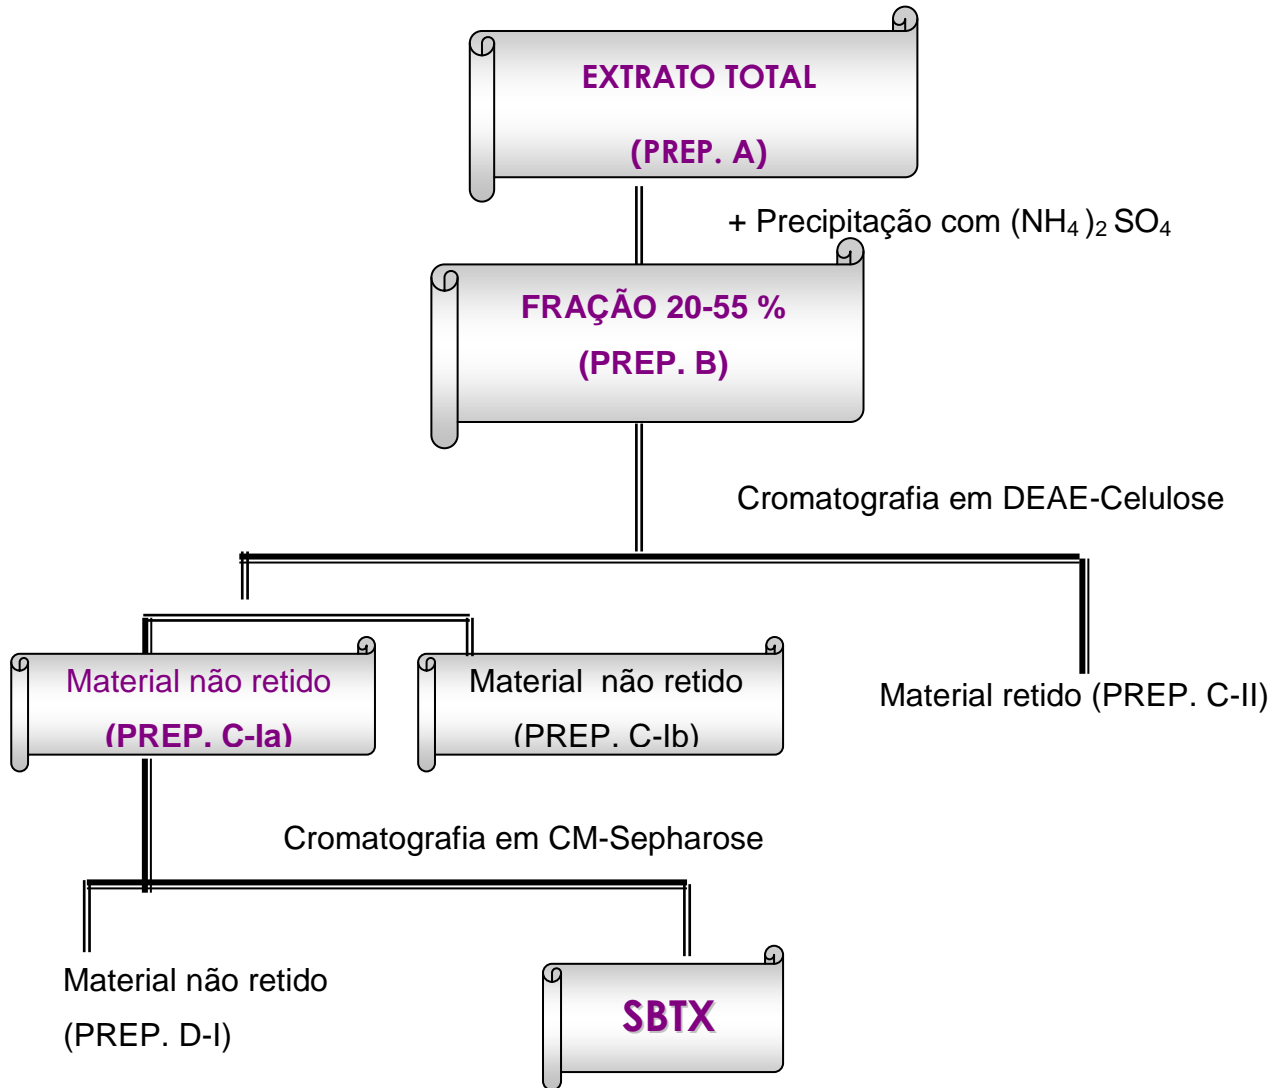 EXTRATO TOTAL
(PREP. A)
+ Precipitação com (NH₄)₂ SO₄
FRAÇÃO 20-55 %
(PREP. B)
Cromatografia em DEAE-Celulose
Material não retido
(PREP. C-Ia)
Material não retido
(PREP. C-Ib)
Material retido (PREP. C-II)
Cromatografia em CM-Sepharose
Material não retido
(PREP. D-I)
SBTX